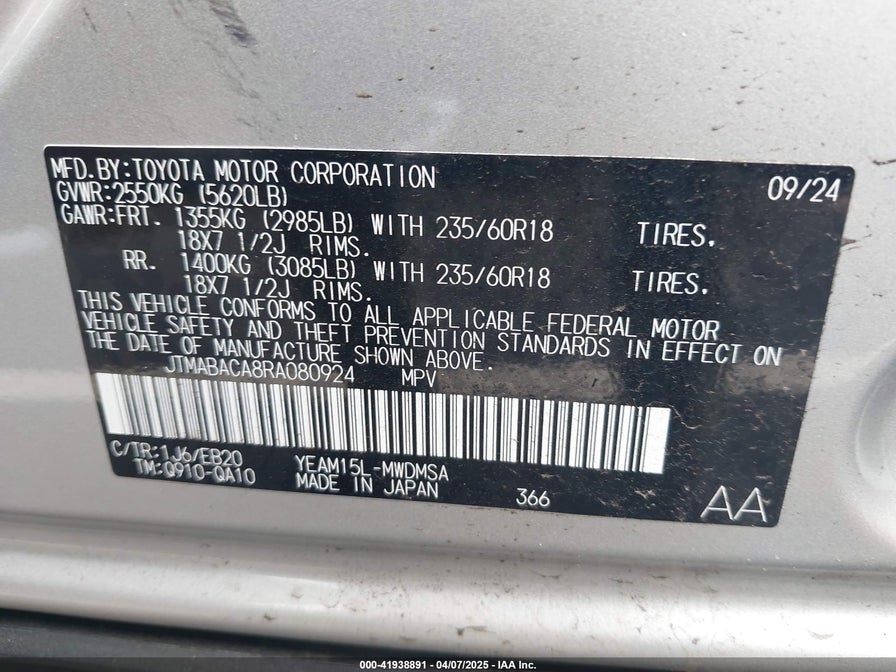 MFD.BY:TOYOTA MOTOR CORPORATION 09/24
GVWR:2550KG (5620LB)
GAWR:FRT. 1355KG (2985LB) WITH 235/60R18 TIRES.
18X7 1/2J RIMS.
RR. 1400KG (3085LB) WITH 235/60R18 TIRES.
18X7 1/2J RIMS.
THIS VEHICLE CONFORMS TO ALL APPLICABLE FEDERAL MOTOR
VEHICLE SAFETY AND THEFT PREVENTION STANDARDS IN EFFECT ON
THE DATE OF MANUFACTURE SHOWN ABOVE.
JTMABACA8RA080924 MPV
C/TR:1J6/EB20 YEAM15L-MWDMSA
TM:Q910-QA10 MADE IN JAPAN 366 AA
000-41938891 - 04/07/2025 - IAA Inc.